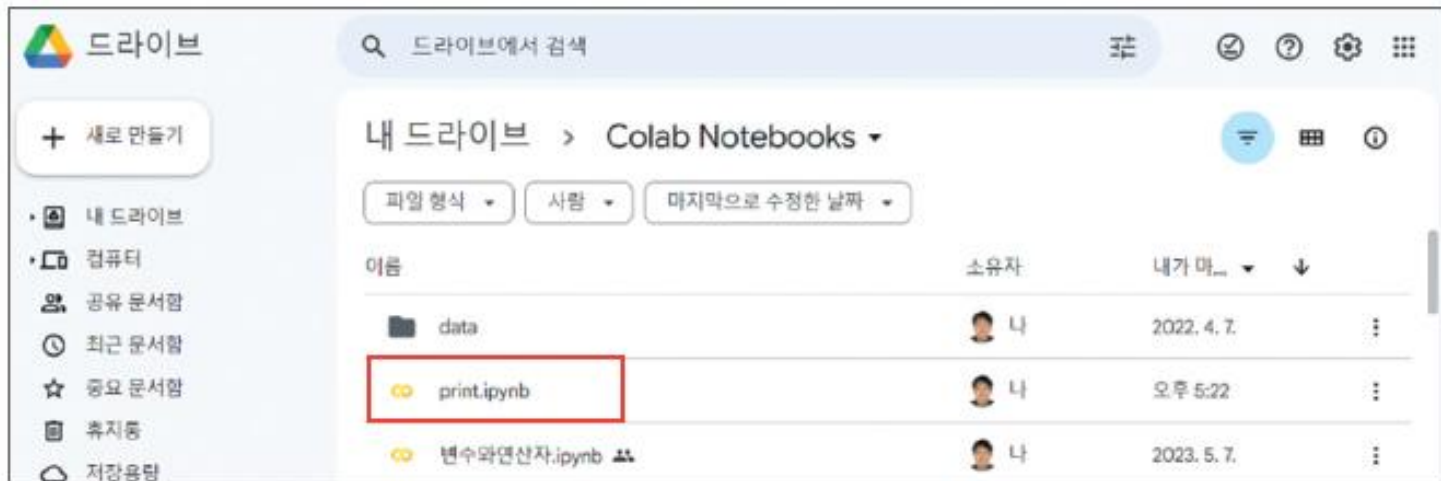 드라이브
드라이브에서 검색
새로 만들기
내 드라이브 > Colab Notebooks
파일 형식
사람
마지막으로 수정한 날짜
내 드라이브
컴퓨터
공유 문서함
최근 문서함
중요 문서함
휴지통
저장용량
이름 소유자 내가 마...
data 나 2022. 4. 7.
print.ipynb 나 오후 5:22
변수와연산자.ipynb 나 2023. 5. 7.